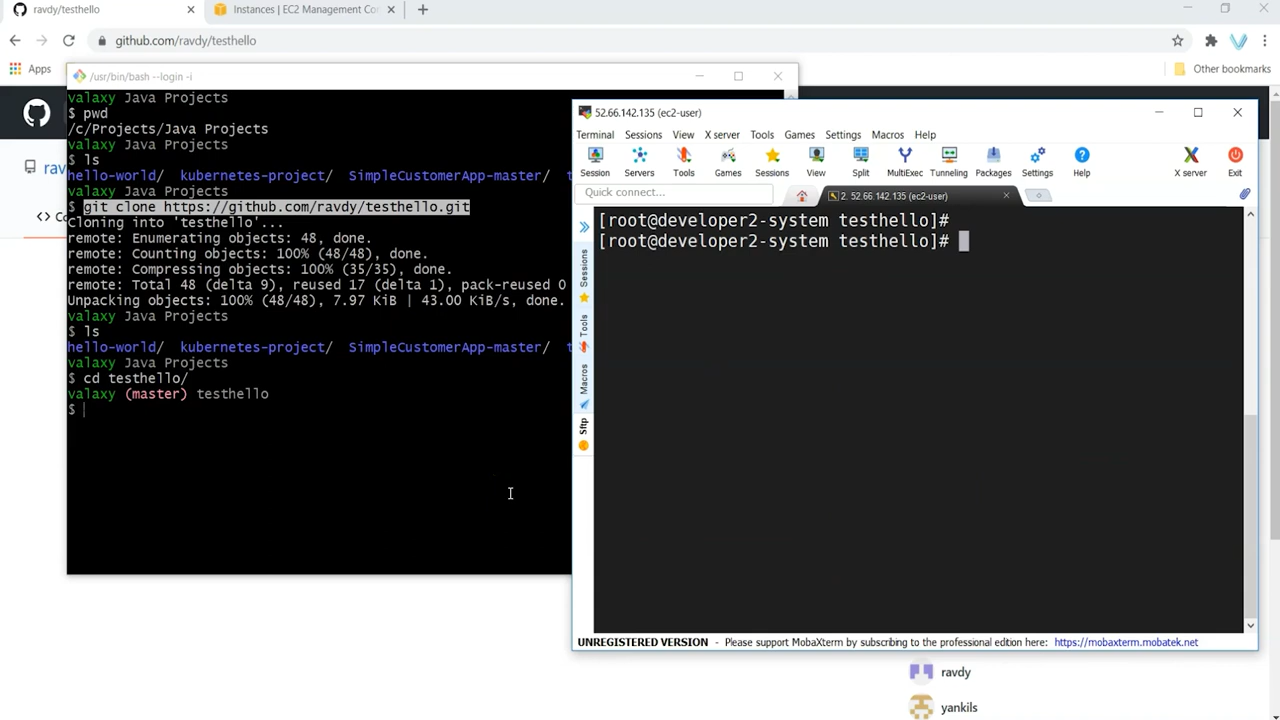 ravdy/testhello
Instances | EC2 Management Co
github.com/ravdy/testhello
Apps
Other bookmarks
rav
<> Co
/usr/bin/bash --login -i
valaxy Java Projects
$ pwd
/c/Projects/Java Projects
valaxy Java Projects
$ ls
hello-world/ kubernetes-project/ SimpleCustomerApp-master/ t
valaxy Java Projects
$ git clone https://github.com/ravdy/testhello.git
Cloning into 'testhello'...
remote: Enumerating objects: 48, done.
remote: Counting objects: 100% (48/48), done.
remote: Compressing objects: 100% (35/35), done.
remote: Total 48 (delta 9), reused 17 (delta 1), pack-reused 0
Unpacking objects: 100% (48/48), 7.97 KiB | 43.00 KiB/s, done.
valaxy Java Projects
$ ls
hello-world/ kubernetes-project/ SimpleCustomerApp-master/ t
valaxy Java Projects
$ cd testhello/
valaxy (master) testhello
$
52.66.142.135 (ec2-user)
Terminal Sessions View X server Tools Games Settings Macros Help
Session Servers Tools Games Sessions View Split MultiExec Tunneling Packages Settings Help X server Exit
Quick connect...
2. 52.66.142.135 (ec2-user)
Sessions
Tools
Macros
Sftp
[root@developer2-system testhello]#
[root@developer2-system testhello]#
UNREGISTERED VERSION - Please support MobaXterm by subscribing to the professional edition here: https://mobaxterm.mobatek.net
ravdy
yankils